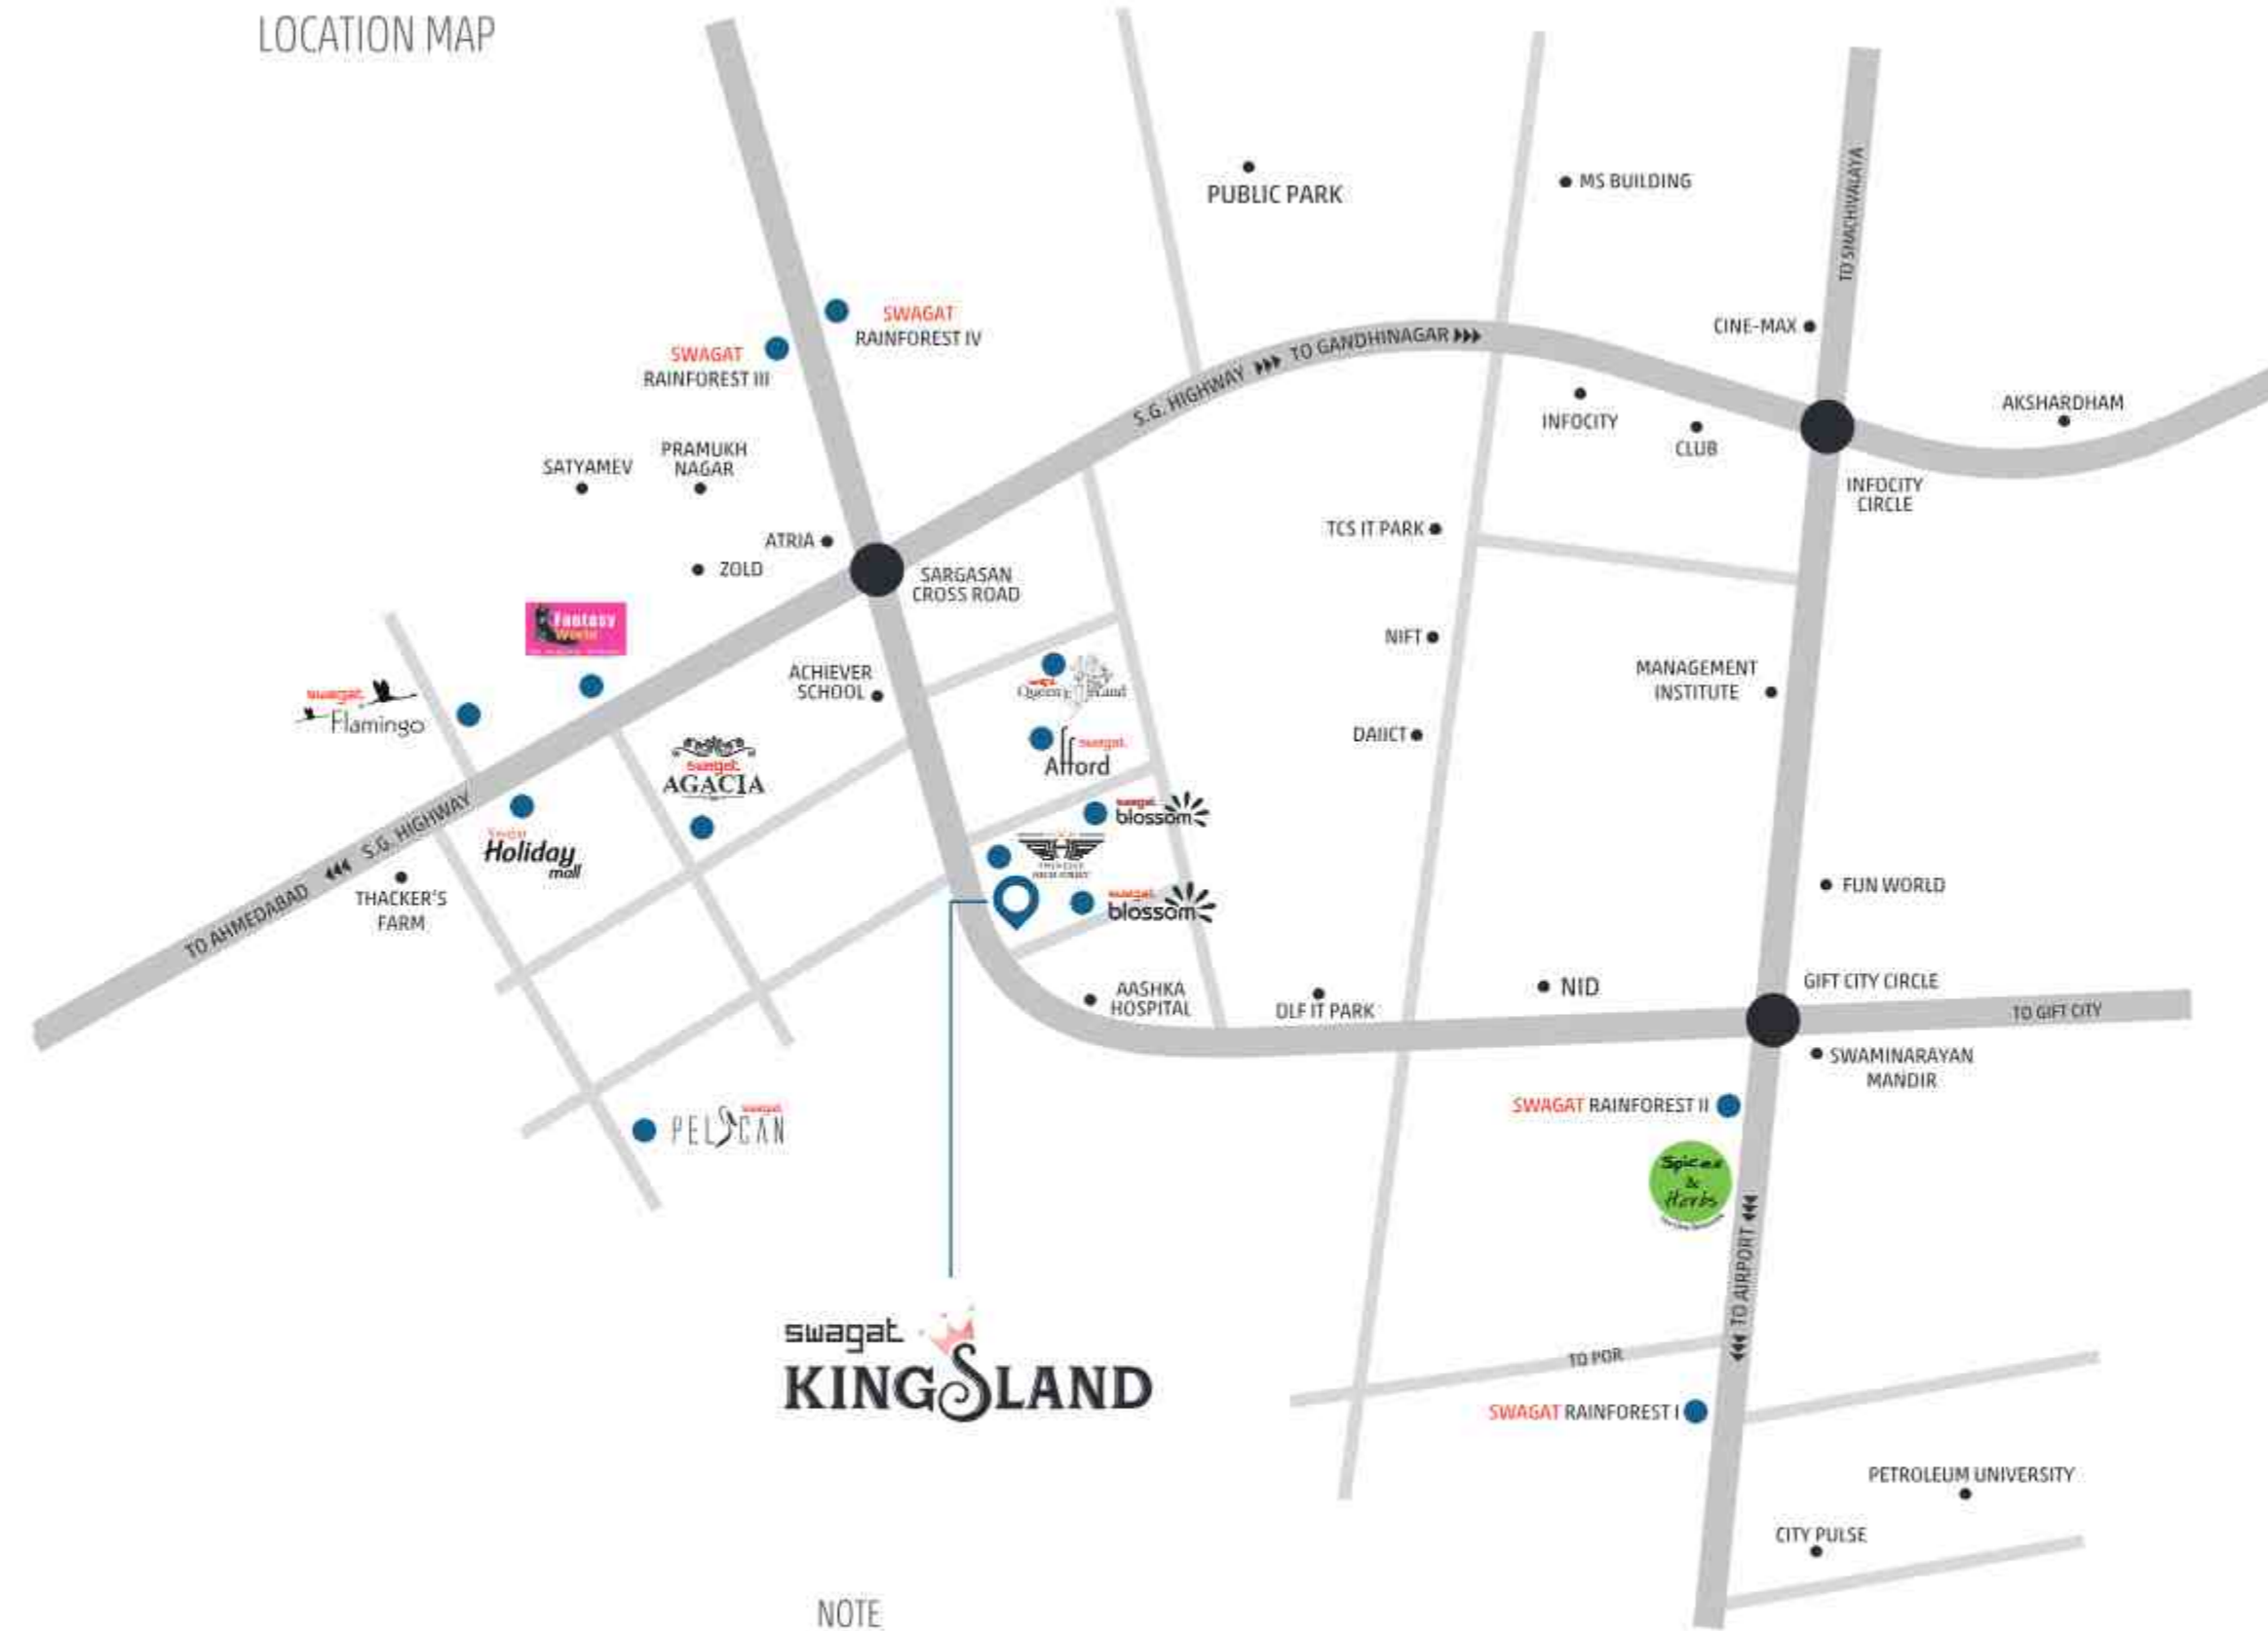 LOCATION MAP
PUBLIC PARK
MS BUILDING
TO SHACHIVALAYA
SWAGAT
RAINFOREST IV
SWAGAT
RAINFOREST III
CINE-MAX
S.G. HIGHWAY
TO GANDHINAGAR
INFOCITY
CLUB
AKSHARDHAM
INFOCITY
CIRCLE
SATYAMEV
PRAMUKH
NAGAR
ATRIA
ZOLD
SARGASAN
CROSS ROAD
TCS IT PARK
Fantasy
World
NIFT
ACHIEVER
SCHOOL
MANAGEMENT
INSTITUTE
swagat
Flamingo
swagat
AGACIA
swagat
Afford
DAIICT
swagat
blossom
S.G. HIGHWAY
TO AHMEDABAD
Holiday
mall
THACKER'S
FARM
swagat
blossom
FUN WORLD
AASHKA
HOSPITAL
DLF IT PARK
NID
GIFT CITY CIRCLE
TO GIFT CITY
SWAMINARAYAN
MANDIR
swagat
PELICAN
SWAGAT RAINFOREST II
Spices
&
Herbs
TO AIRPORT
swagat
KINGSLAND
TO POR
SWAGAT RAINFOREST I
PETROLEUM UNIVERSITY
CITY PULSE
NOTE